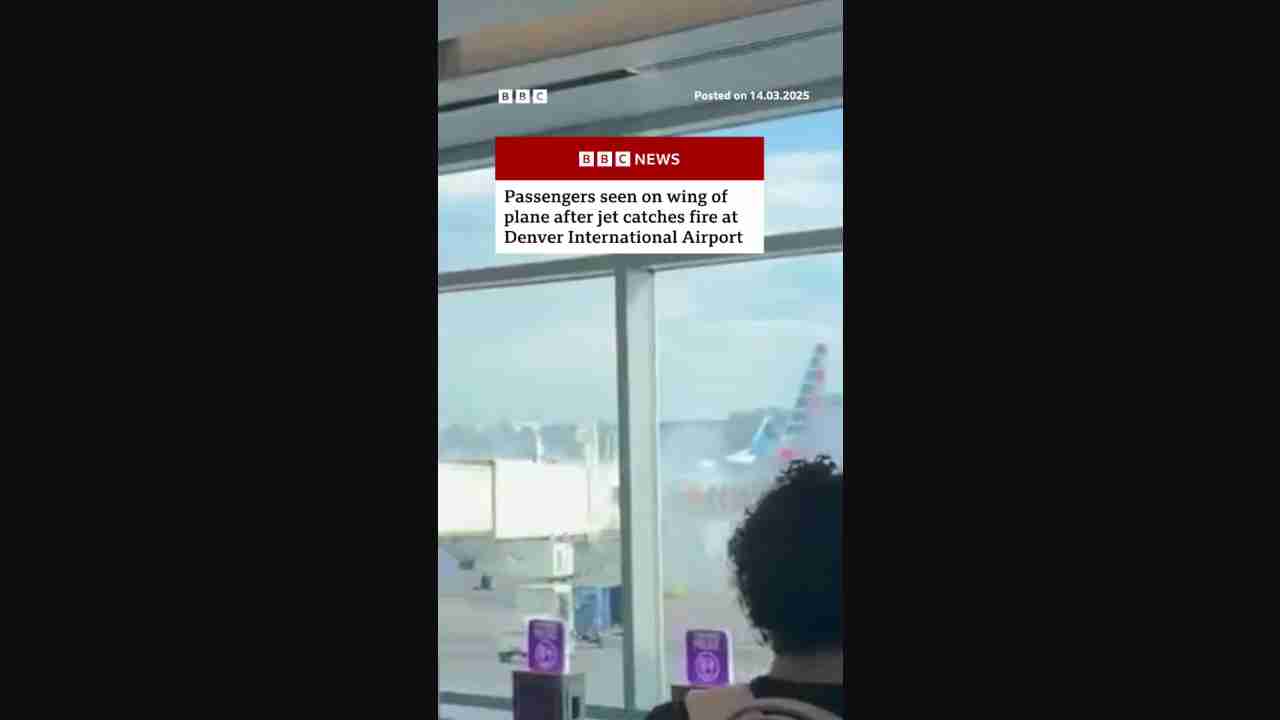 BBC
Posted on 14.03.2025
BBC NEWS
Passengers seen on wing of
plane after jet catches fire at
Denver International Airport